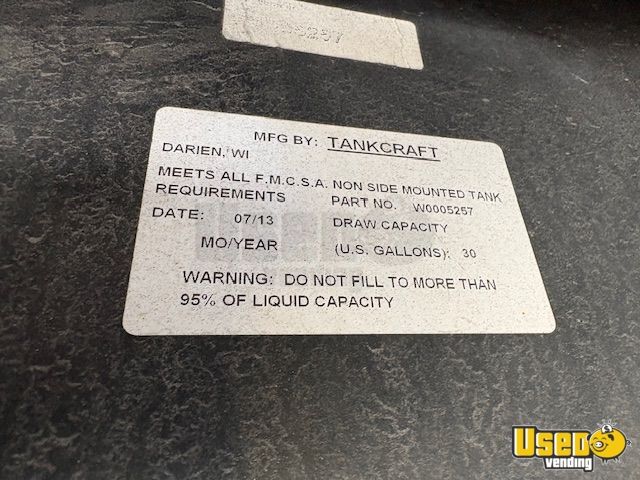 MFG BY: TANKCRAFT
DARIEN, WI
MEETS ALL F.M.C.S.A. NON SIDE MOUNTED TANK
REQUIREMENTS PART NO. W0005257
DATE: 07/13 DRAW CAPACITY
MO/YEAR (U.S. GALLONS): 30
WARNING: DO NOT FILL TO MORE THAN
95% OF LIQUID CAPACITY
Used
vending